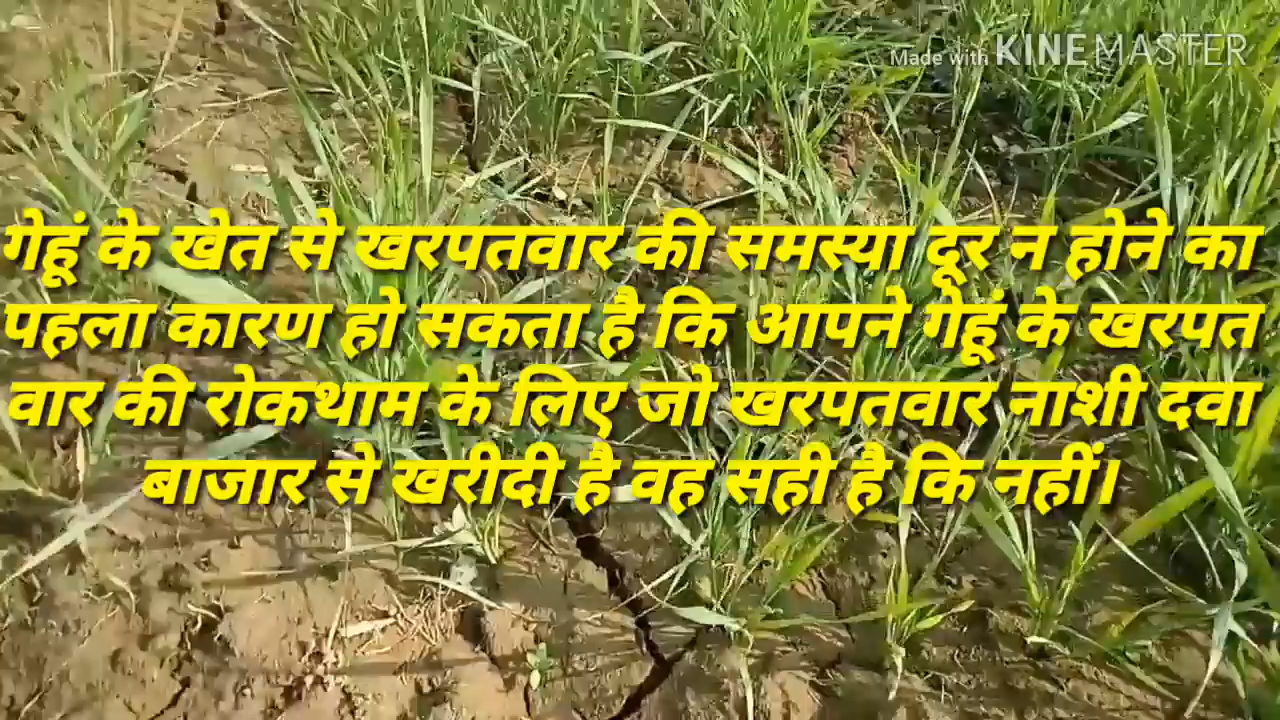 Made with KINEMASTER
गेहूं के खेत से खरपतवार की समस्या दूर न होने का
पहला कारण हो सकता है कि आपने गेहूं के खरपत
वार की रोकथाम के लिए जो खरपतवार नाशी दवा
बाजार से खरीदी है वह सही है कि नहीं।